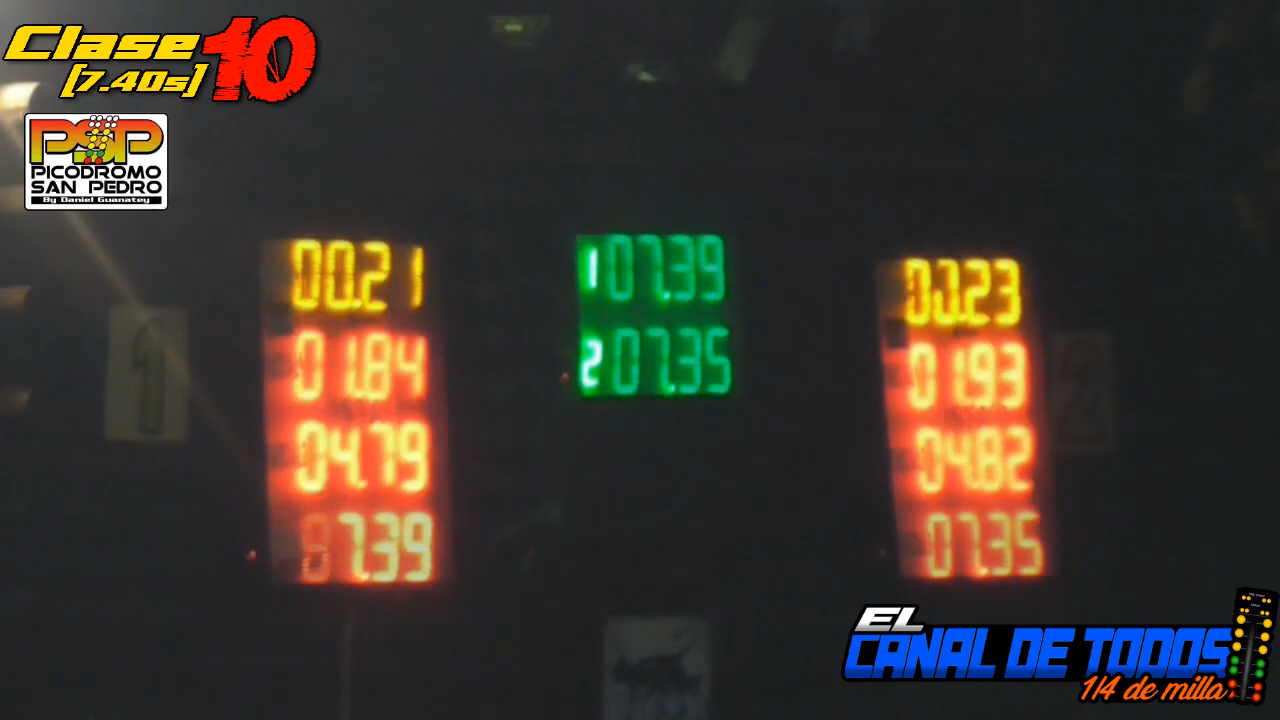 Clase 10
[7.40s]
PSP
PICODROMO
SAN PEDRO
By Daniel Guanatey
00.21
01.84
04.79
07.39
1 07.39
2 07.35
00.23
01.93
04.82
07.35
1
2
EL
CANAL DE TODOS
1/4 de milla